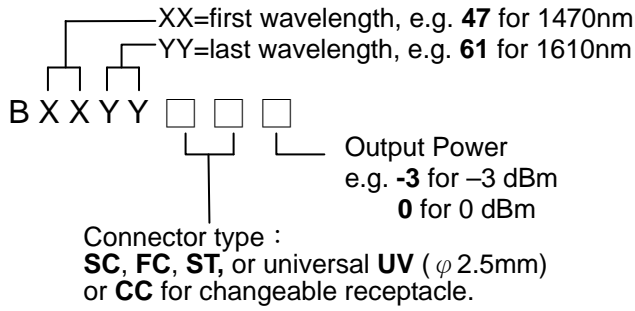 XX=first wavelength, e.g. 47 for 1470nm
YY=last wavelength, e.g. 61 for 1610nm
B X X Y Y □ □ □
Output Power
e.g. -3 for –3 dBm
0 for 0 dBm
Connector type：
SC, FC, ST, or universal UV (φ2.5mm)
or CC for changeable receptacle.